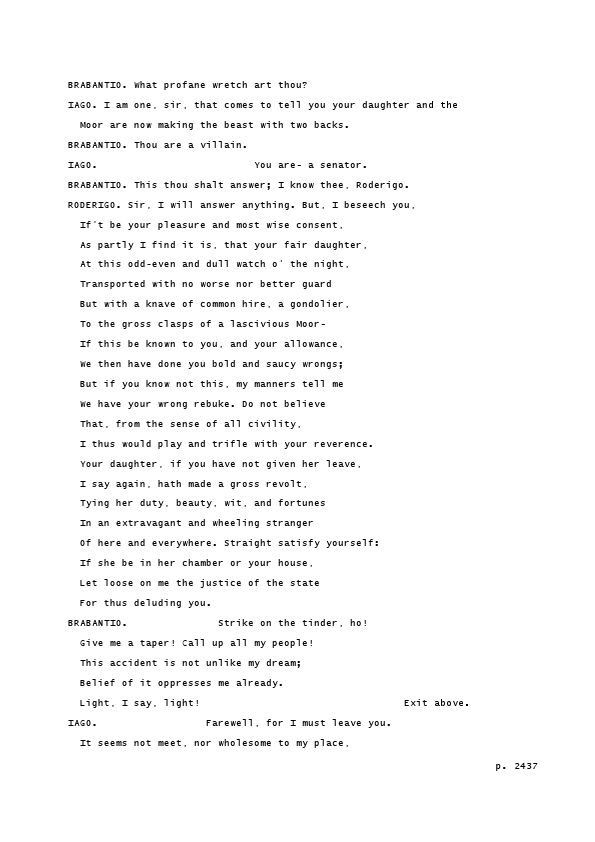 BRABANTIO. What profane wretch art thou?
IAGO. I am one, sir, that comes to tell you your daughter and the
Moor are now making the beast with two backs.
BRABANTIO. Thou are a villain.
IAGO. You are- a senator.
BRABANTIO. This thou shalt answer; I know thee, Roderigo.
RODERIGO. Sir, I will answer anything. But, I beseech you,
If't be your pleasure and most wise consent,
As partly I find it is, that your fair daughter,
At this odd-even and dull watch o' the night,
Transported with no worse nor better guard
But with a knave of common hire, a gondolier,
To the gross clasps of a lascivious Moor-
If this be known to you, and your allowance,
We then have done you bold and saucy wrongs;
But if you know not this, my manners tell me
We have your wrong rebuke. Do not believe
That, from the sense of all civility,
I thus would play and trifle with your reverence.
Your daughter, if you have not given her leave,
I say again, hath made a gross revolt,
Tying her duty, beauty, wit, and fortunes
In an extravagant and wheeling stranger
Of here and everywhere. Straight satisfy yourself:
If she be in her chamber or your house,
Let loose on me the justice of the state
For thus deluding you.
BRABANTIO. Strike on the tinder, ho!
Give me a taper! Call up all my people!
This accident is not unlike my dream;
Belief of it oppresses me already.
Light, I say, light! Exit above.
IAGO. Farewell, for I must leave you.
It seems not meet, nor wholesome to my place,
p. 2437